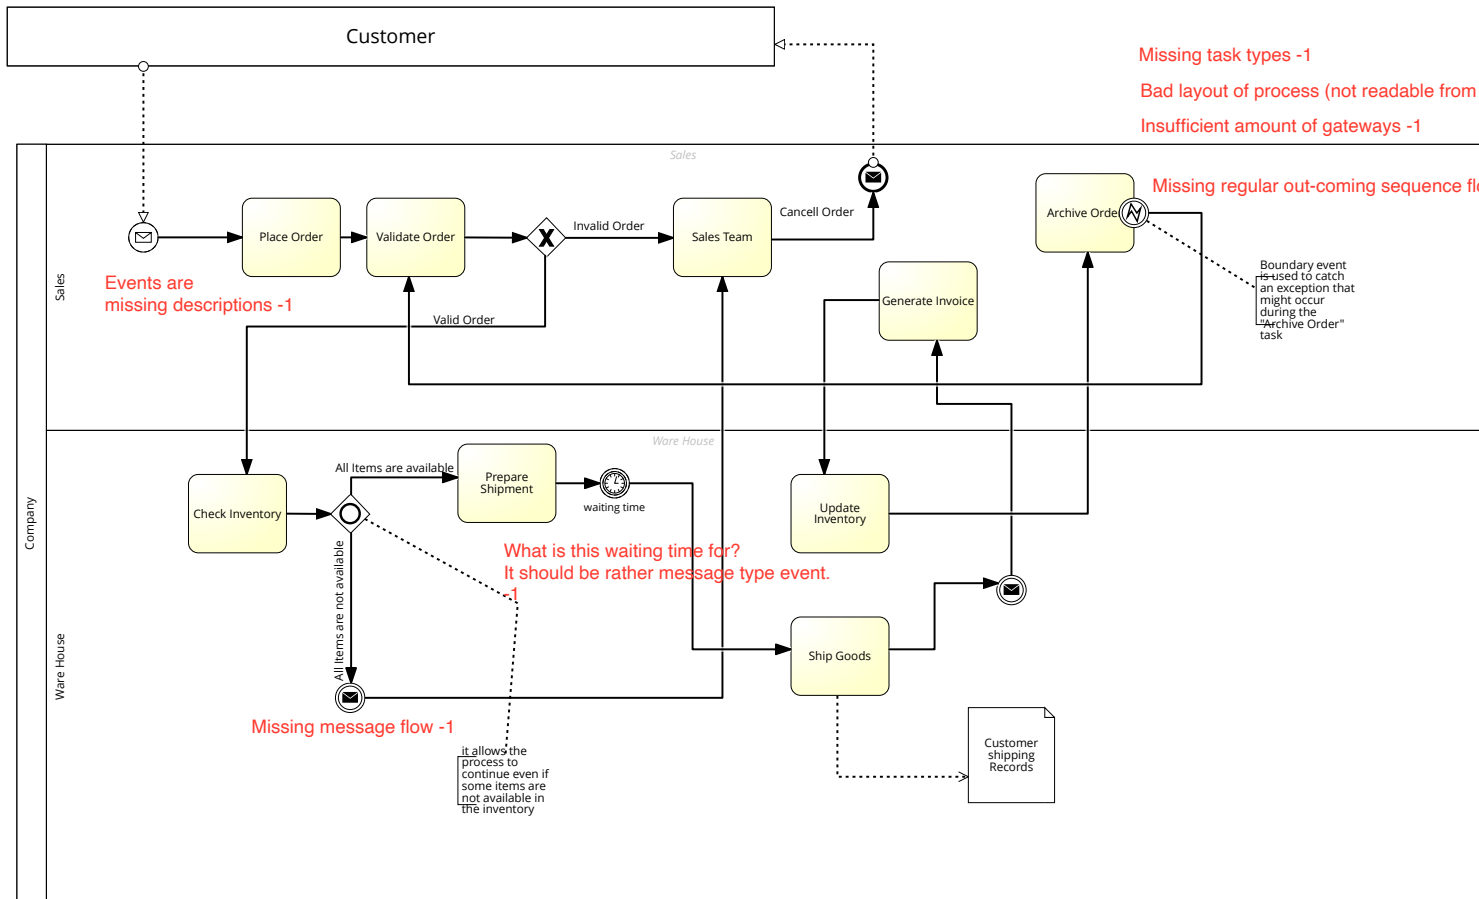 Customer
Missing task types -1
Bad layout of process (not readable from
Insufficient amount of gateways -1
Sales
Missing regular out-coming sequence flo
Cancell Order
Invalid Order
Place Order
Validate Order
Sales Team
Archive Order
Events are
missing descriptions -1
Sales
Generate Invoice
Boundary event
is used to catch
an exception that
might occur
during the
"Archive Order"
task
Valid Order
Ware House
All Items are available
Prepare
Shipment
waiting time
Check Inventory
Update
Inventory
Company
All Items are not available
What is this waiting time for?
It should be rather message type event.
-1
Ware House
Ship Goods
Missing message flow -1
it allows the
process to
continue even if
some items are
not available in
the inventory
Customer
shipping
Records